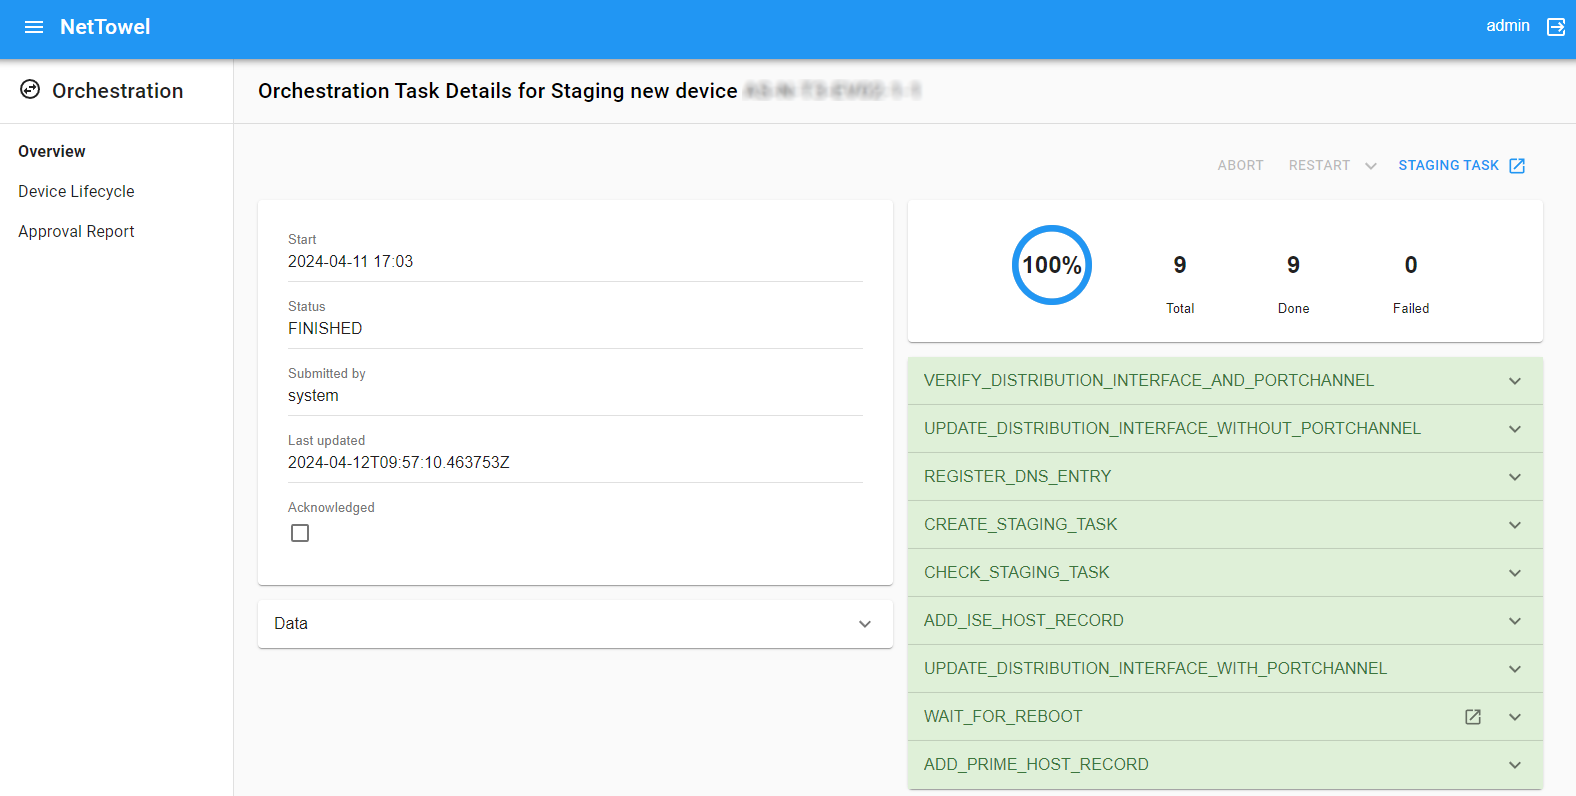 NetTowel
admin
Orchestration
Orchestration Task Details for Staging new device
Overview
Device Lifecycle
Approval Report
ABORT RESTART STAGING TASK
Start
2024-04-11 17:03
Status
FINISHED
Submitted by
system
Last updated
2024-04-12T09:57:10.463753Z
Acknowledged
Data
100% 9 9 0
Total Done Failed
VERIFY_DISTRIBUTION_INTERFACE_AND_PORTCHANNEL
UPDATE_DISTRIBUTION_INTERFACE_WITHOUT_PORTCHANNEL
REGISTER_DNS_ENTRY
CREATE_STAGING_TASK
CHECK_STAGING_TASK
ADD_ISE_HOST_RECORD
UPDATE_DISTRIBUTION_INTERFACE_WITH_PORTCHANNEL
WAIT_FOR_REBOOT
ADD_PRIME_HOST_RECORD